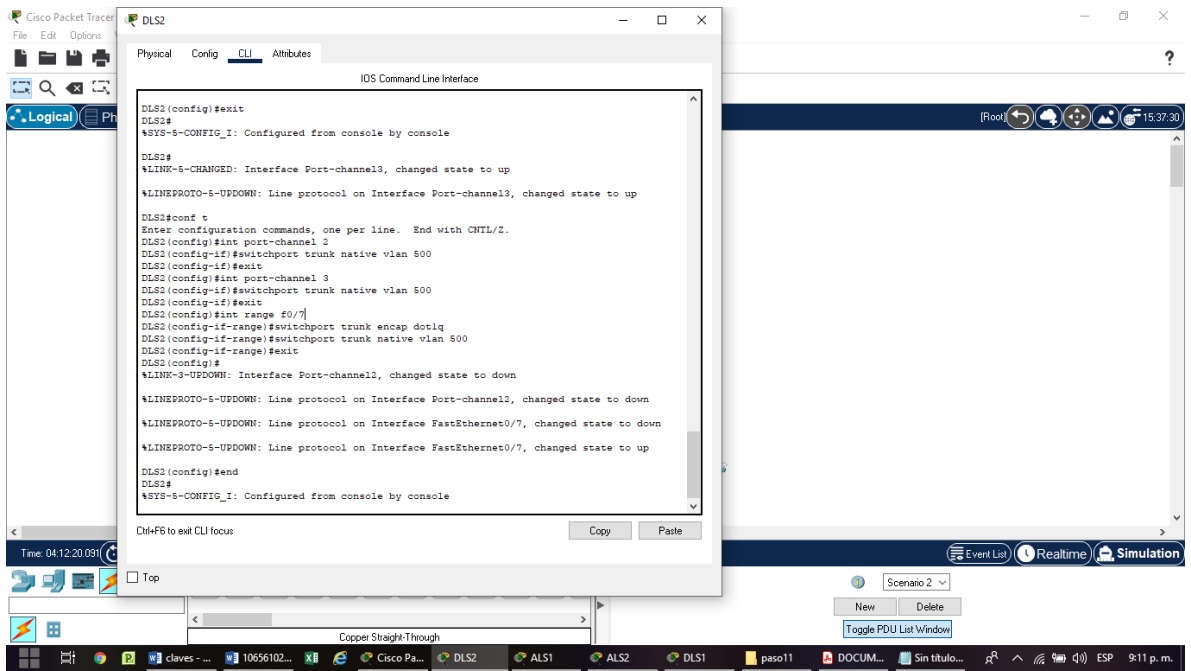 Cisco Packet Tracer
File Edit Options
DLS2
Physical Config CLI Attributes
IOS Command Line Interface
DLS2(config)#exit
DLS2#
%SYS-5-CONFIG_I: Configured from console by console
DLS2#
%LINK-5-CHANGED: Interface Port-channel3, changed state to up
%LINEPROTO-5-UPDOWN: Line protocol on Interface Port-channel3, changed state to up
DLS2#conf t
Enter configuration commands, one per line. End with CNTL/Z.
DLS2(config)#int port-channel 2
DLS2(config-if)#switchport trunk native vlan 500
DLS2(config-if)#exit
DLS2(config)#int port-channel 3
DLS2(config-if)#switchport trunk native vlan 500
DLS2(config-if)#exit
DLS2(config)#int range f0/7
DLS2(config-if-range)#switchport trunk encap dot1q
DLS2(config-if-range)#switchport trunk native vlan 500
DLS2(config-if-range)#exit
DLS2(config)#
%LINK-3-UPDOWN: Interface Port-channel2, changed state to down
%LINEPROTO-5-UPDOWN: Line protocol on Interface Port-channel2, changed state to down
%LINEPROTO-5-UPDOWN: Line protocol on Interface FastEthernet0/7, changed state to down
%LINEPROTO-5-UPDOWN: Line protocol on Interface FastEthernet0/7, changed state to up
DLS2(config)#end
DLS2#
%SYS-5-CONFIG_I: Configured from console by console
Ctrl+F6 to exit CLI focus
Copy Paste
Top
?
Logical Ph
[Root] 15:37:30
Time: 04:12:20.091
Event List Realtime Simulation
Scenario 2
New Delete
Toggle PDU List Window
Copper Straight-Through
claves - ... 10656102... Cisco Pa... DLS2 ALS1 ALS2 DLS1 paso11 DOCUM... Sin título... ESP 9:11 p. m.